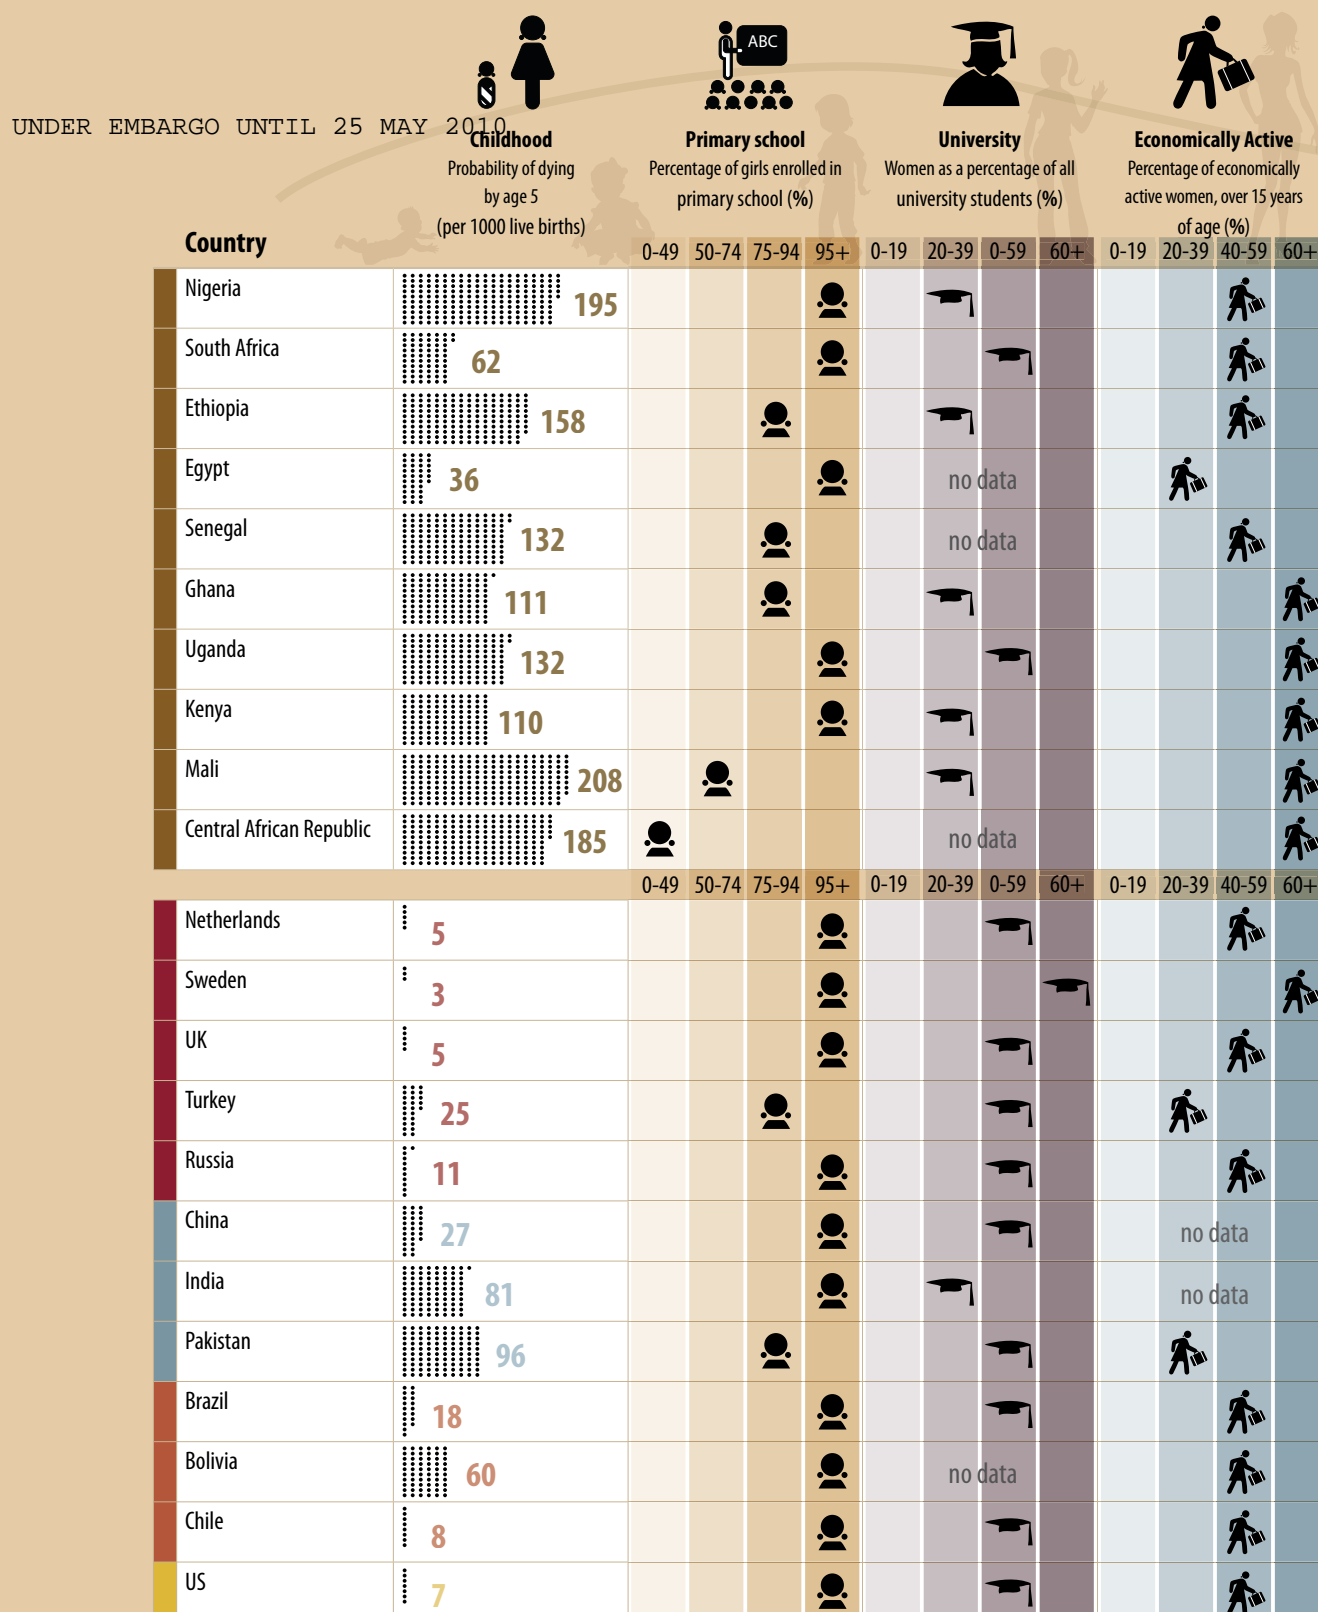 ABC
UNDER EMBARGO UNTIL 25 MAY 2010
Childhood
Probability of dying
by age 5
(per 1000 live births)
Primary school
Percentage of girls enrolled in
primary school (%)
University
Women as a percentage of all
university students (%)
Economically Active
Percentage of economically
active women, over 15 years
of age (%)
Country
0-49 50-74 75-94 95+ 0-19 20-39 0-59 60+ 0-19 20-39 40-59 60+
Nigeria 195
South Africa 62
Ethiopia 158
Egypt 36 no data
Senegal 132 no data
Ghana 111
Uganda 132
Kenya 110
Mali 208
Central African Republic 185 no data
0-49 50-74 75-94 95+ 0-19 20-39 0-59 60+ 0-19 20-39 40-59 60+
Netherlands 5
Sweden 3
UK 5
Turkey 25
Russia 11
China 27 no data
India 81 no data
Pakistan 96
Brazil 18
Bolivia 60 no data
Chile 8
US 7